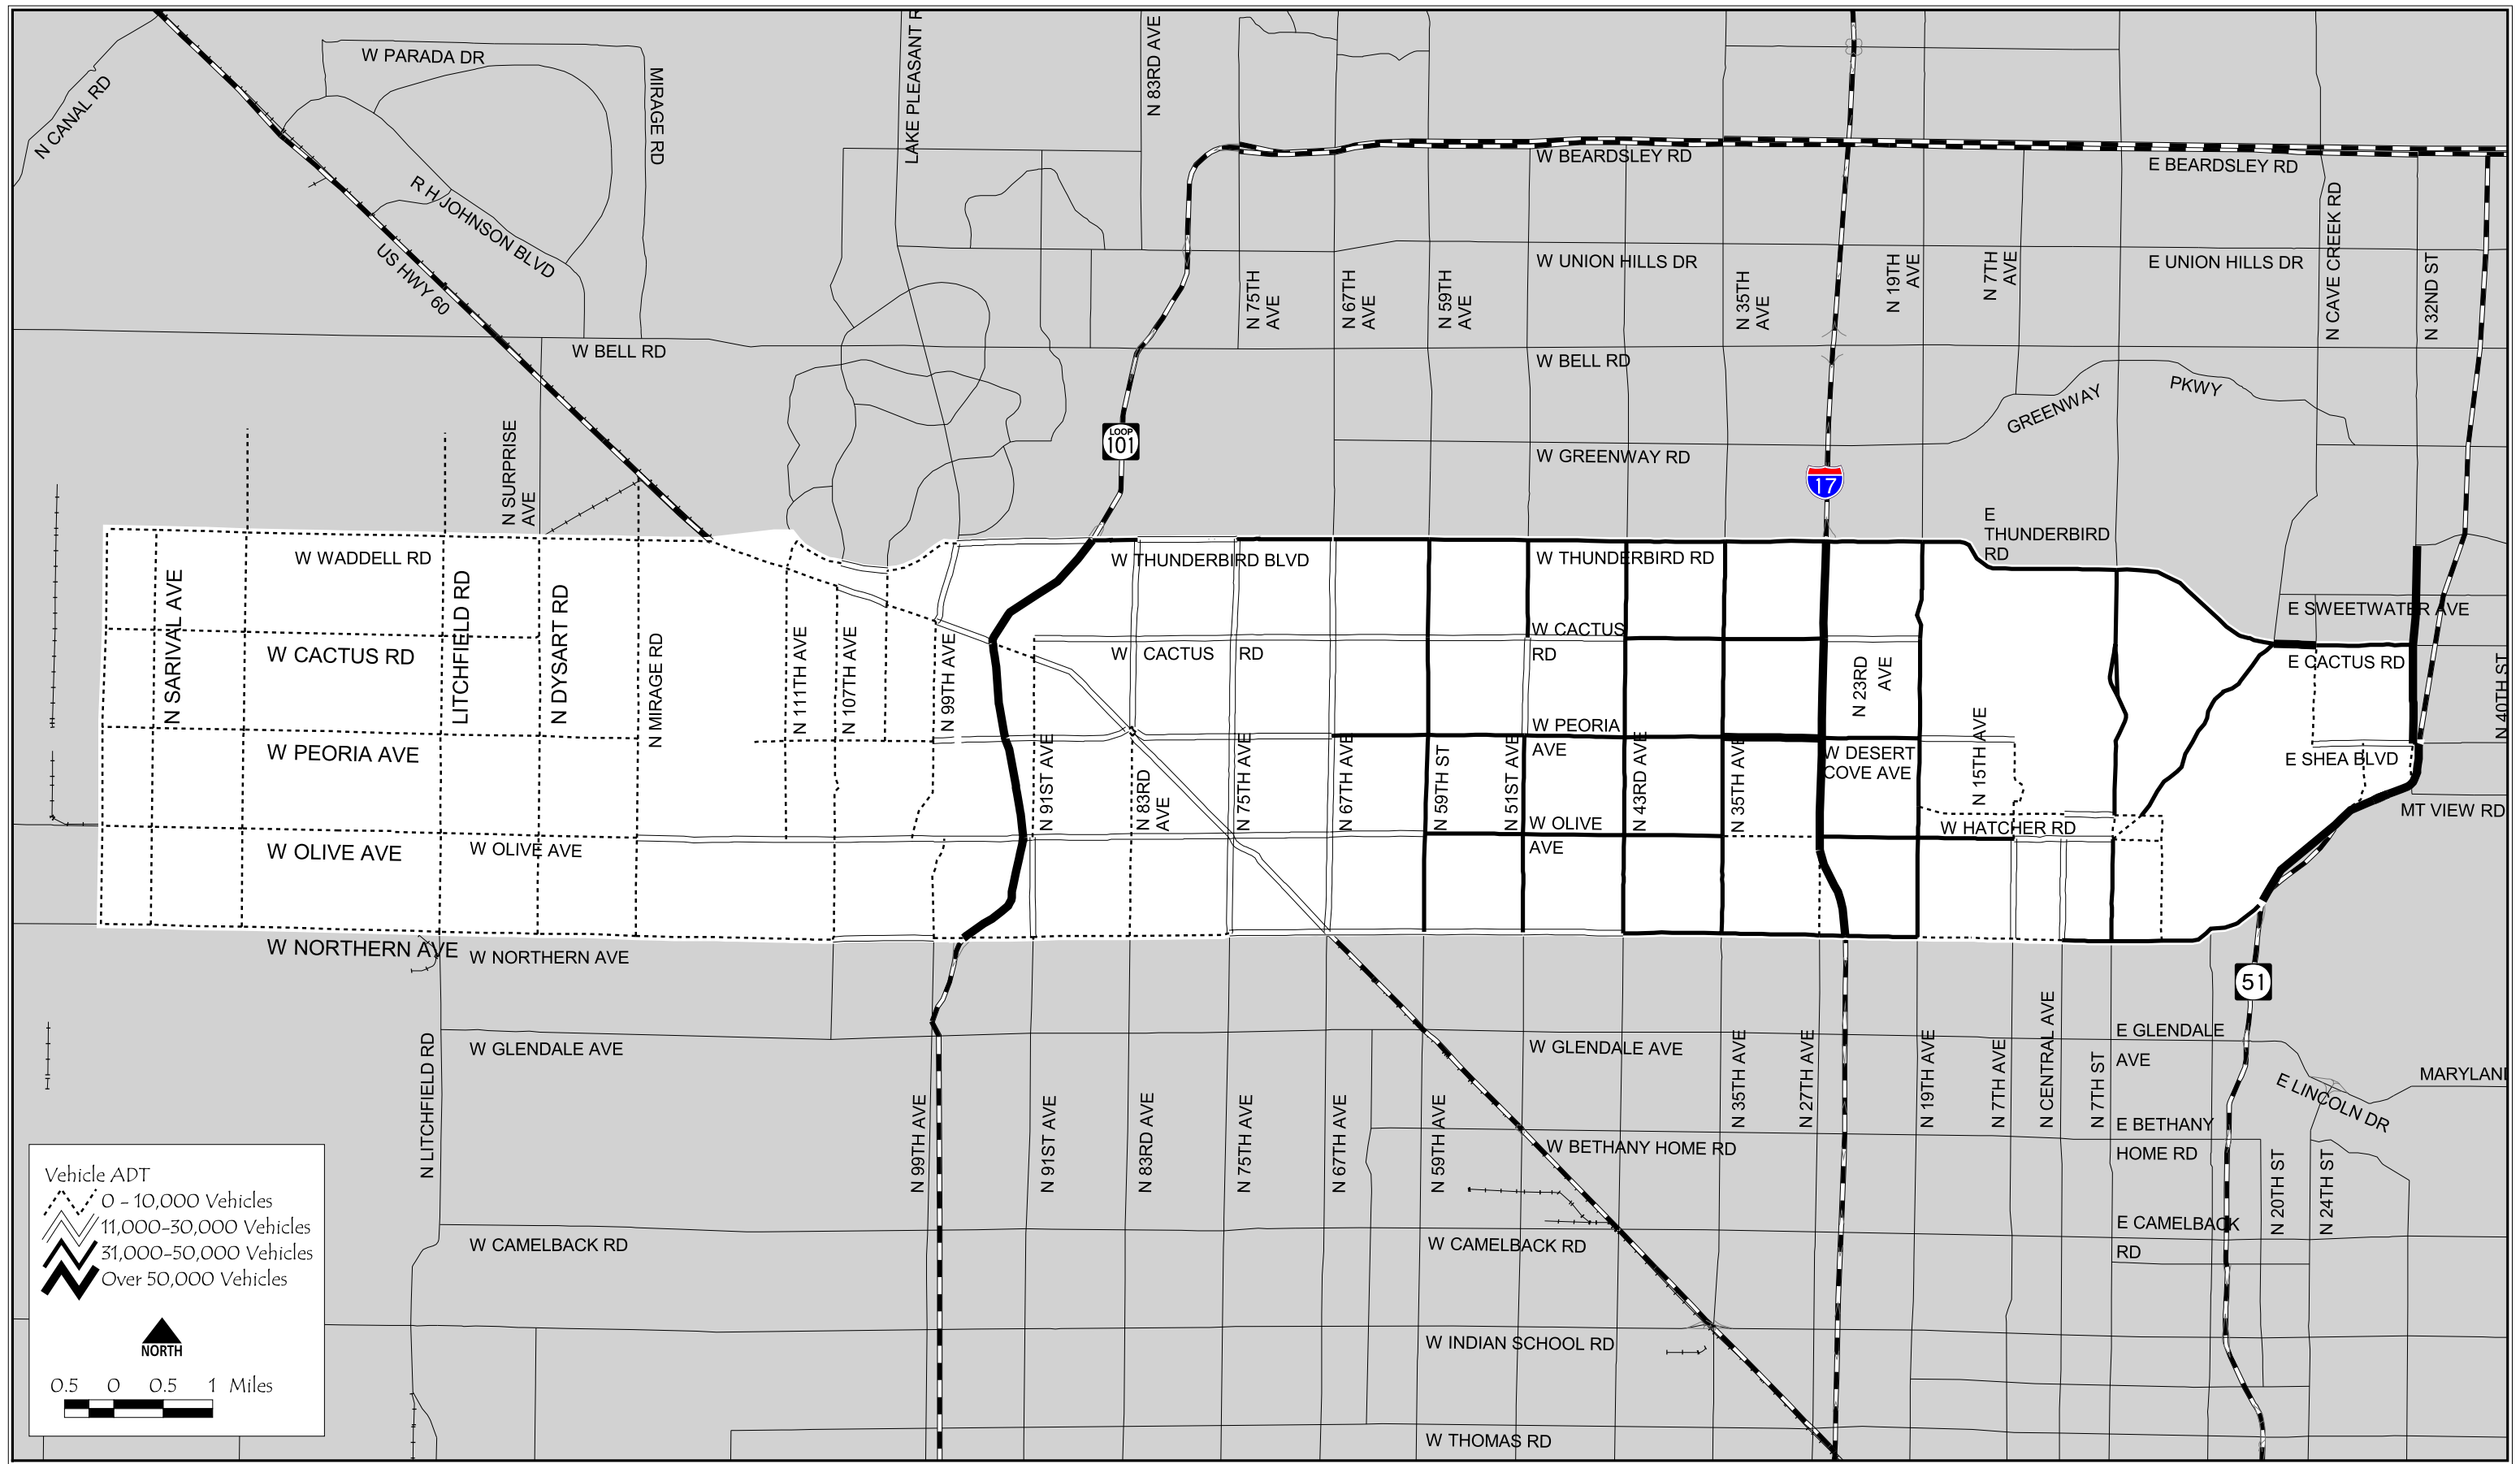 W PARADA DR
N CANAL RD
MIRAGE RD
LAKE PLEASANT R
N 83RD AVE
R H JOHNSON BLVD
US HWY 60
W BEARDSLEY RD
E BEARDSLEY RD
W UNION HILLS DR
E UNION HILLS DR
N CAVE CREEK RD
N 32ND ST
N 75TH
AVE
N 67TH
AVE
N 59TH
AVE
N 35TH
AVE
N 19TH
AVE
N 7TH
AVE
W BELL RD
W BELL RD
GREENWAY
PKWY
LOOP
101
W GREENWAY RD
17
N SURPRISE
AVE
E
THUNDERBIRD
RD
W WADDELL RD
W THUNDERBIRD BLVD
W THUNDERBIRD RD
N SARIVAL AVE
LITCHFIELD RD
N DYSART RD
N MIRAGE RD
N 111TH AVE
N 107TH AVE
N 99TH AVE
E SWEETWATER AVE
W CACTUS RD
W CACTUS RD
W CACTUS
RD
E CACTUS RD
N 23RD
AVE
N 40TH ST
W PEORIA AVE
W PEORIA
AVE
W DESERT
COVE AVE
N 15TH AVE
E SHEA BLVD
N 91ST AVE
N 83RD
AVE
N 75TH AVE
N 67TH AVE
N 59TH ST
N 51ST AVE
N 43RD AVE
N 35TH AVE
MT VIEW RD
W OLIVE AVE
W OLIVE AVE
W OLIVE
AVE
W HATCHER RD
W NORTHERN AVE
W NORTHERN AVE
51
N LITCHFIELD RD
W GLENDALE AVE
W GLENDALE AVE
E GLENDALE
AVE
N 99TH AVE
N 91ST AVE
N 83RD AVE
N 75TH AVE
N 67TH AVE
N 59TH AVE
N 35TH AVE
N 27TH AVE
N 19TH AVE
N 7TH AVE
N CENTRAL AVE
N 7TH ST
MARYLAN
E LINCOLN DR
W BETHANY HOME RD
E BETHANY
HOME RD
N 20TH ST
N 24TH ST
W CAMELBACK RD
W CAMELBACK RD
E CAMELBACK
RD
W INDIAN SCHOOL RD
W THOMAS RD
Vehicle ADT
0 - 10,000 Vehicles
11,000-30,000 Vehicles
31,000-50,000 Vehicles
Over 50,000 Vehicles
NORTH
0.5 0 0.5 1 Miles